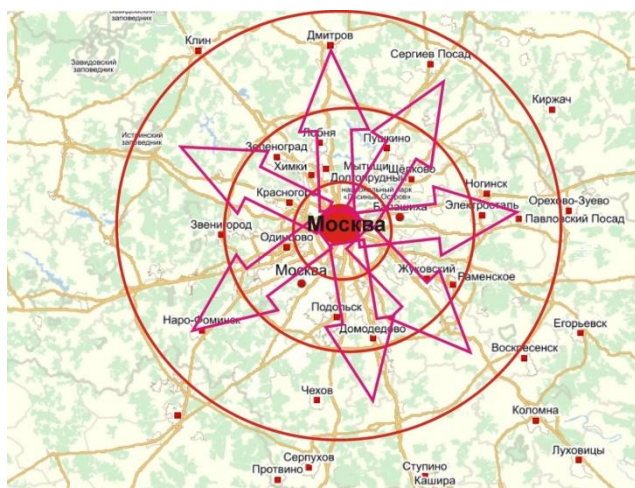 Завидовский
заповедник
Клин
Дмитров
Сергиев Посад
Киржач
Истринский
заповедник
Лобня
Пушкино
Зеленоград
Химки
Мытищи
Щёлково
Долгопрудный
национальный парк
«Лосиный Остров»
Красногорск
Ногинск
Балашиха
Электросталь
Орехово-Зуево
Павловский Посад
Звенигород
Одинцово
Москва
Москва
Жуковский
Раменское
Наро-Фоминск
Подольск
Домодедово
Егорьевск
Воскресенск
Чехов
Коломна
Серпухов
Протвино
Ступино
Кашира
Луховицы